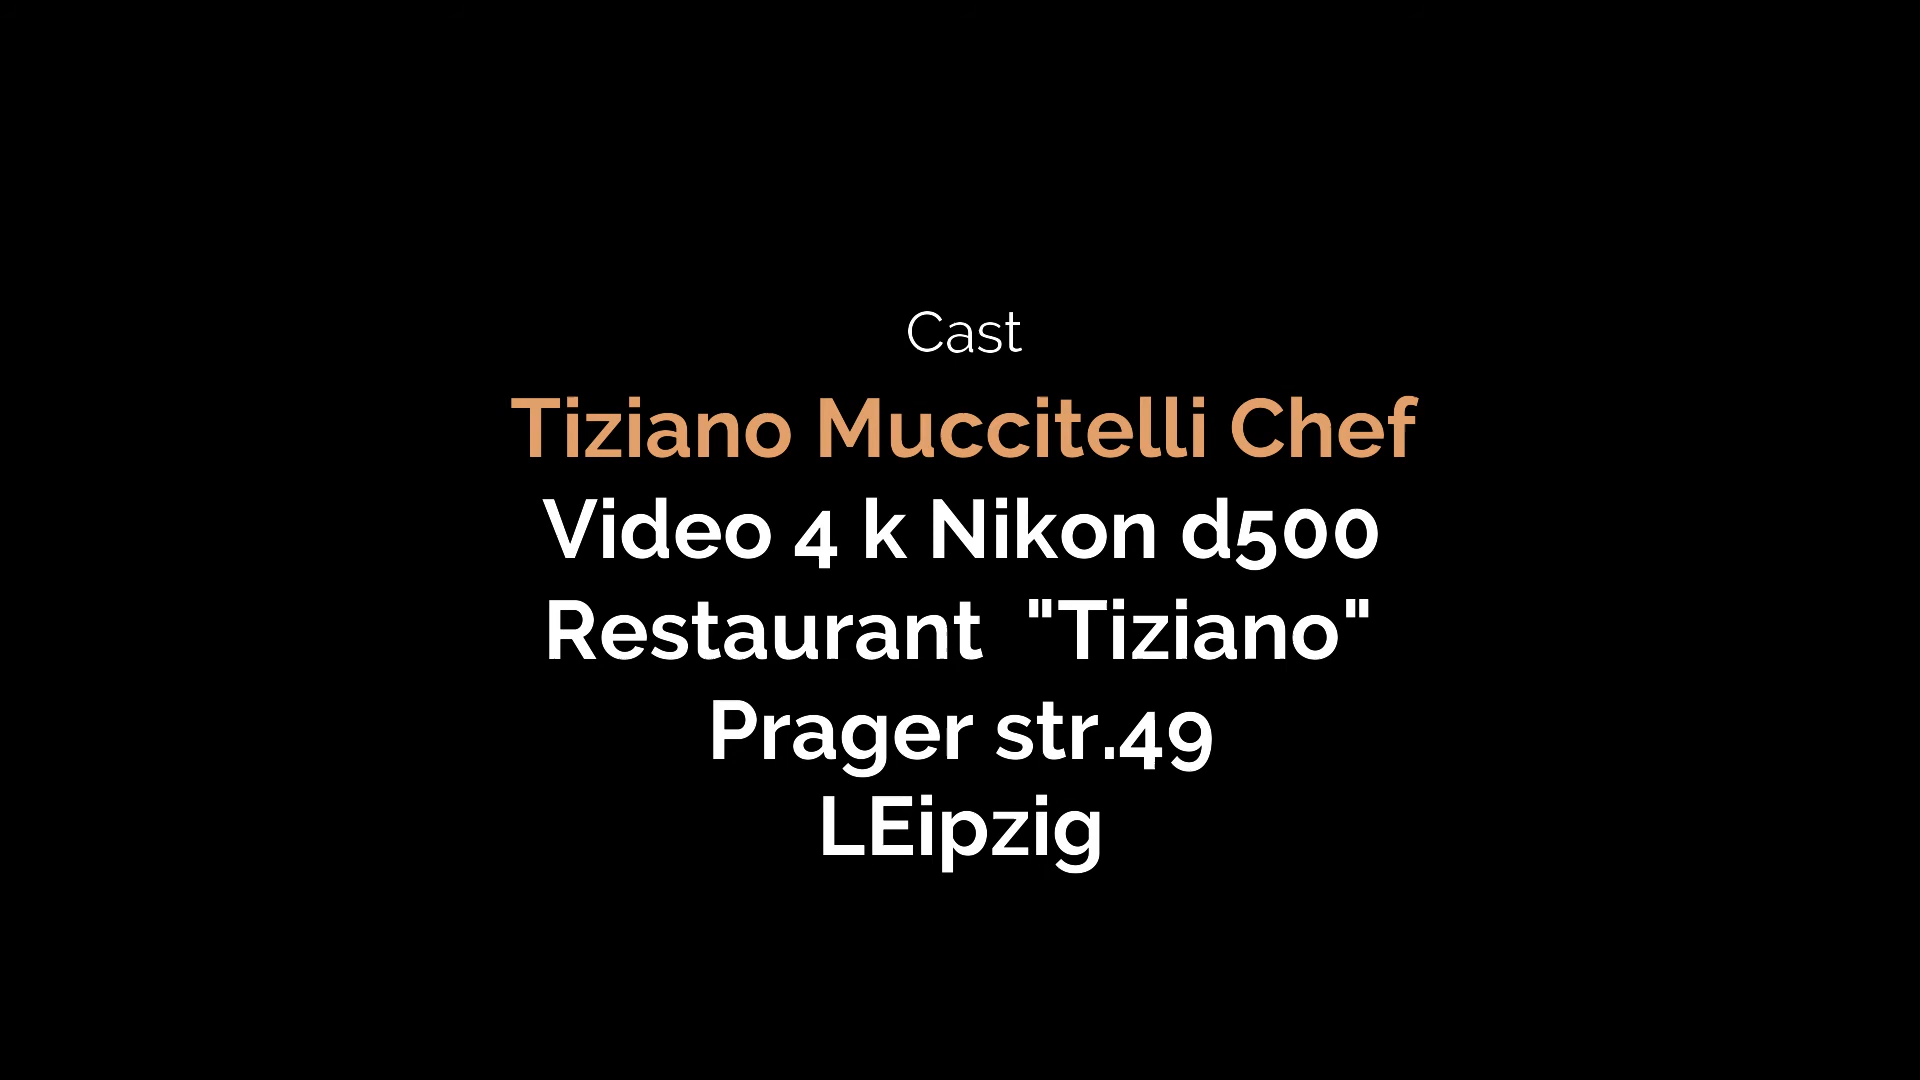 Cast
Tiziano Muccitelli Chef
Video 4 k Nikon d500
Restaurant  "Tiziano"
Prager str.49
LEipzig